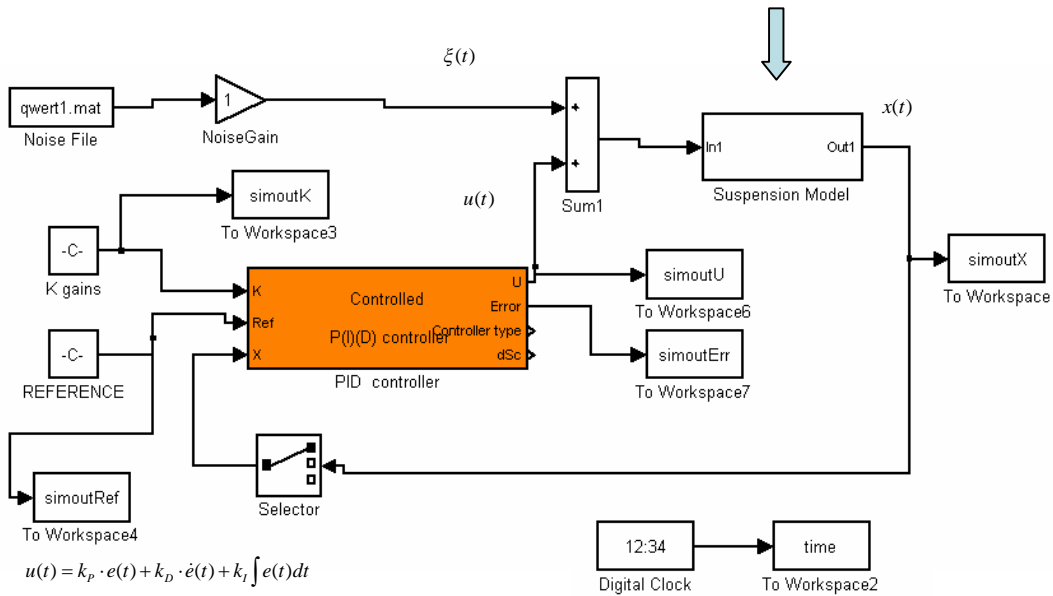 ξ(t)
qwert1.mat
Noise File
1
NoiseGain
+
+
Sum1
x(t)
In1
Out1
Suspension Model
simoutK
To Workspace3
u(t)
-C-
K gains
K
Ref
X
Controlled
P(I)(D) controller
U
Error
Controller type
dSc
PID controller
simoutU
To Workspace6
simoutErr
To Workspace7
simoutX
To Workspace
-C-
REFERENCE
Selector
simoutRef
To Workspace4
12:34
Digital Clock
time
To Workspace2
u(t) = k_P · e(t) + k_D · ė(t) + k_I ∫ e(t)dt